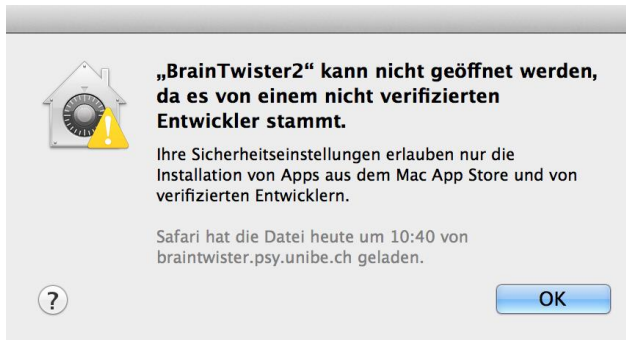 „BrainTwister2“ kann nicht geöffnet werden,
da es von einem nicht verifizierten
Entwickler stammt.
Ihre Sicherheitseinstellungen erlauben nur die
Installation von Apps aus dem Mac App Store und von
verifizierten Entwicklern.
Safari hat die Datei heute um 10:40 von
braintwister.psy.unibe.ch geladen.
?
OK